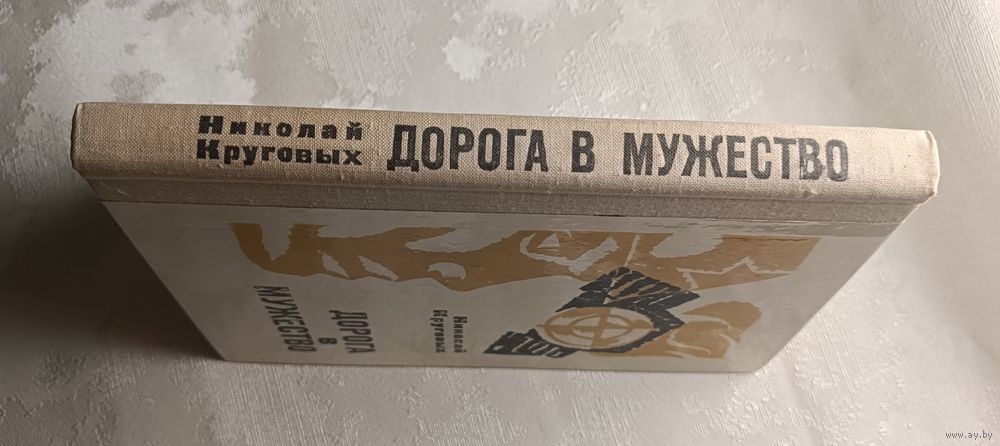 Николай
Круговых
ДОРОГА В МУЖЕСТВО
Николай
Круговых
ДОРОГА
В
МУЖЕСТВО
www.ay.by